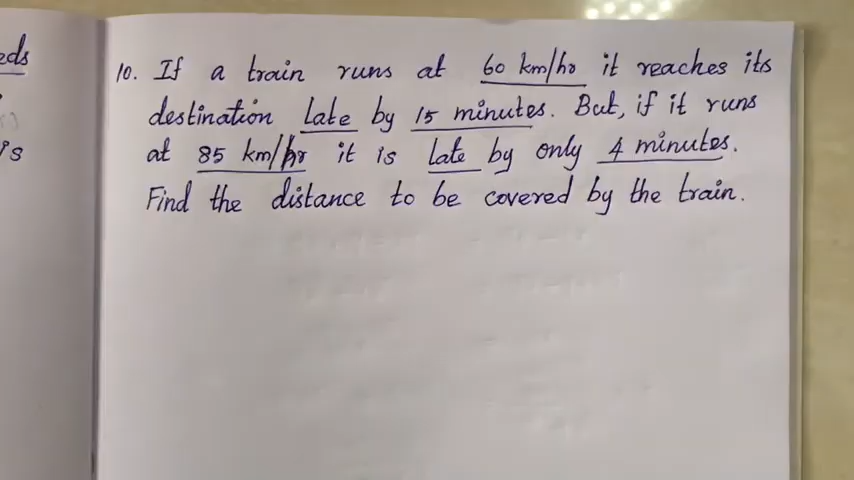 eds
is
10. If a train runs at 60 km/hr it reaches its
destination late by 15 minutes. But, if it runs
at 85 km/hr it is late by only 4 minutes.
Find the distance to be covered by the train.